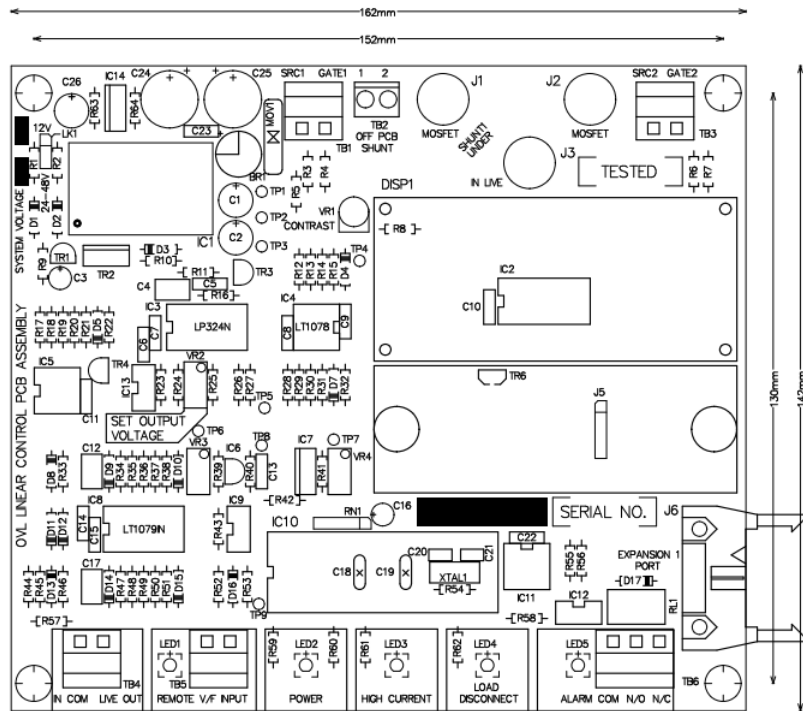 162mm
152mm
C26
R63
IC14
R64
C24
C25
C23
MOV1
SRC1 GATE1
TB1
1 2
TB2
OFF PCB
SHUNT
J1
MOSFET
SHUNT1
UNDER
J2
MOSFET
SRC2 GATE2
TB3
J3
IN LIVE
TESTED
R6
R7
12V
LK1
R1
R2
24-48V
SYSTEM VOLTAGE
D1
D2
BR1
IC1
C1
C2
TP1
TP2
TP3
R5
R3
R4
VR1
CONTRAST
DISP1
R8
IC2
C10
R9
TR1
C3
TR2
D3
R10
R11
C4
C5
R16
TR3
R12
R13
R14
R15
D4
TP4
R17
R18
R19
R20
R21
D5
R22
IC3
C6
C7
LP324N
IC4
C8
LT1078
C9
IC5
C11
TR4
IC13
R23
R24
VR2
R25
R26
R27
R28
R29
R30
R31
D7
R32
TP5
SET OUTPUT
VOLTAGE
TP6
TP8
TP7
TR6
J5
OVL LINEAR CONTROL PCB ASSEMBLY
D8
R33
C12
D9
R34
R35
R36
R37
R38
D10
VR3
R39
IC6
R40
C13
IC7
R41
VR4
R42
RN1
C16
SERIAL NO.
J6
D11
D12
C14
C15
IC8
LT1079IN
R43
IC9
IC10
C18
C19
C20
C21
XTAL1
R54
C22
IC11
R55
R56
EXPANSION 1
PORT
D17
RL1
R44
R45
D13
R46
C17
D14
R47
R48
R49
R50
R51
D15
R52
D16
R53
TP9
R57
R58
IC12
IN COM LIVE OUT
TB4
LED1
TB5
REMOTE V/F INPUT
R59
LED2
R60
POWER
R61
LED3
HIGH CURRENT
R62
LED4
LOAD
DISCONNECT
LED5
ALARM COM N/O N/C
TB6
130mm
142mm